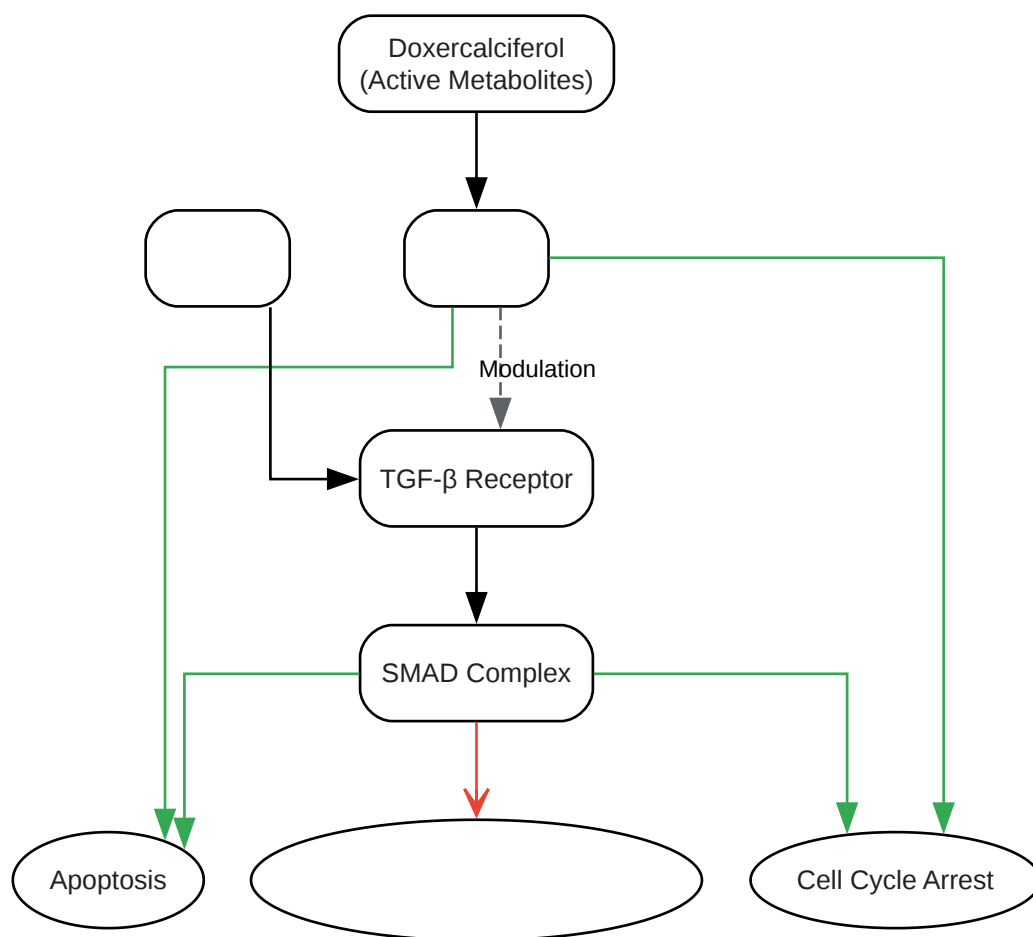 Doxercalciferol
(Active Metabolites)
Modulation
TGF-β Receptor
SMAD Complex
Apoptosis
Cell Cycle Arrest